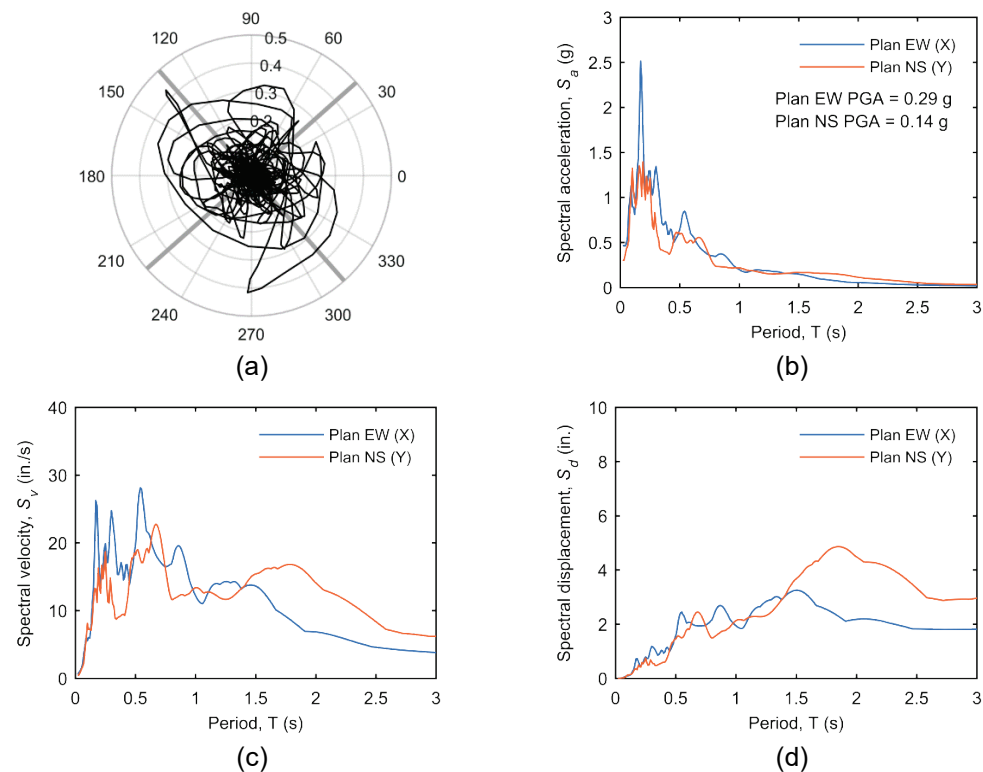 90
120
60
0.5
0.4
150
0.3
30
0.2
180
0
210
330
240
300
270
(a)
3
2.5
2
1.5
1
0.5
0
Spectral acceleration, Sa (g)
Plan EW (X)
Plan NS (Y)
Plan EW PGA = 0.29 g
Plan NS PGA = 0.14 g
0 0.5 1 1.5 2 2.5 3
Period, T (s)
(b)
40
30
20
10
0
Spectral velocity, Sv (in./s)
Plan EW (X)
Plan NS (Y)
0 0.5 1 1.5 2 2.5 3
Period, T (s)
(c)
10
8
6
4
2
0
Spectral displacement, Sd (in.)
Plan EW (X)
Plan NS (Y)
0 0.5 1 1.5 2 2.5 3
Period, T (s)
(d)